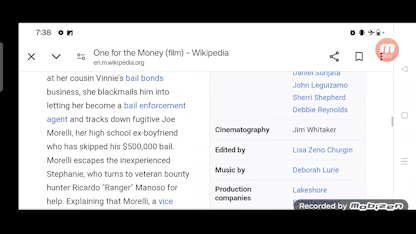 7:38
One for the Money (film) - Wikipedia
en.m.wikipedia.org
at her cousin Vinnie's bail bonds
business, she blackmails him into
letting her become a bail enforcement
agent and tracks down fugitive Joe
Morelli, her high school ex-boyfriend
who has skipped his $500,000 bail.
Morelli escapes the inexperienced
Stephanie, who turns to veteran bounty
hunter Ricardo "Ranger" Manoso for
help. Explaining that Morelli, a vice
Daniel Sunjata
John Leguizamo
Sherri Shepherd
Debbie Reynolds
Cinematography Jim Whitaker
Edited by Lisa Zeno Churgin
Music by Deborah Lurie
Production companies Lakeshore
Recorded by MOBIZEN